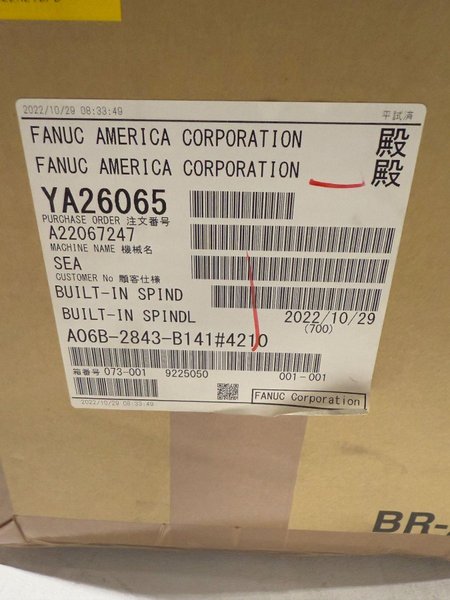 2022/10/29 08:33:49
平試済
FANUC AMERICA CORPORATION 殿
FANUC AMERICA CORPORATION 殿
YA26065
PURCHASE ORDER 注文番号
A22067247
MACHINE NAME 機械名
SEA
CUSTOMER No 顧客仕様
BUILT-IN SPIND
BUILT-IN SPINDL
2022/10/29
(700)
A06B-2843-B141#4210
箱番号 073-001 9225050 001-001
FANUC Corporation
2022/10/29 08:33:49